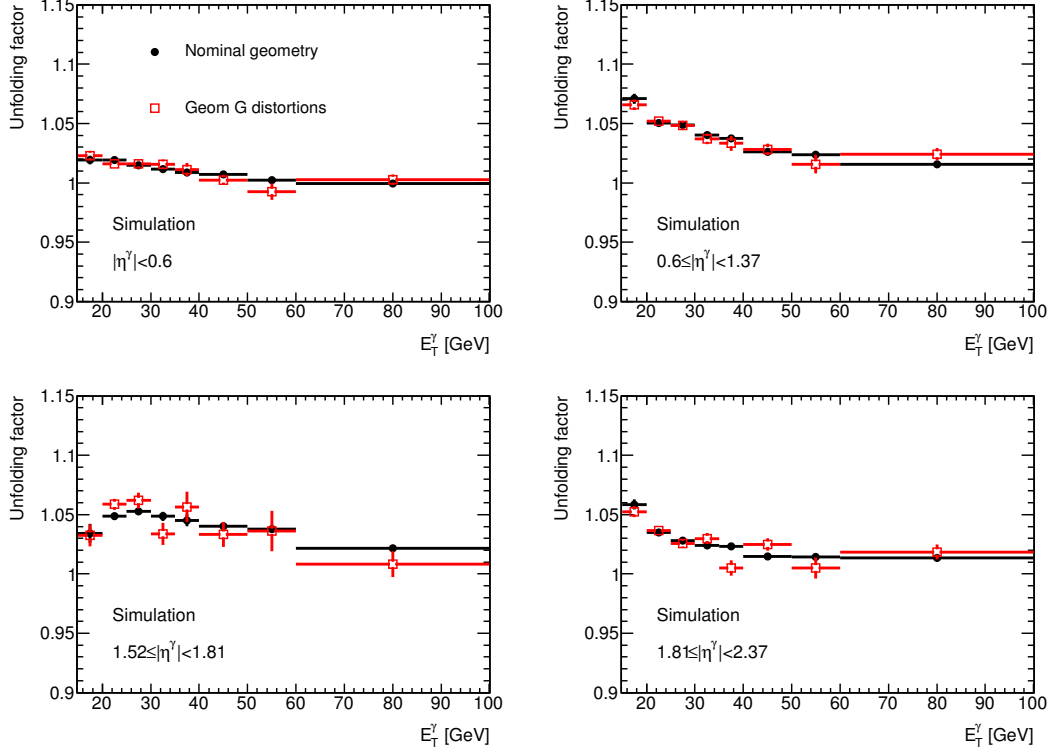 Unfolding factor
1.15
1.1
1.05
1
0.95
0.9
Nominal geometry
Geom G distortions
Simulation
|η^γ|<0.6
20 30 40 50 60 70 80 90 100
E_T^γ [GeV]
Unfolding factor
1.15
1.1
1.05
1
0.95
0.9
Simulation
0.6≤|η^γ|<1.37
20 30 40 50 60 70 80 90 100
E_T^γ [GeV]
Unfolding factor
1.15
1.1
1.05
1
0.95
0.9
Simulation
1.52≤|η^γ|<1.81
20 30 40 50 60 70 80 90 100
E_T^γ [GeV]
Unfolding factor
1.15
1.1
1.05
1
0.95
0.9
Simulation
1.81≤|η^γ|<2.37
20 30 40 50 60 70 80 90 100
E_T^γ [GeV]